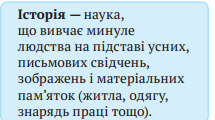 Історія — наука,
що вивчає минуле
людства на підставі усних,
письмових свідчень,
зображень і матеріальних
пам’яток (житла, одягу,
знарядь праці тощо).